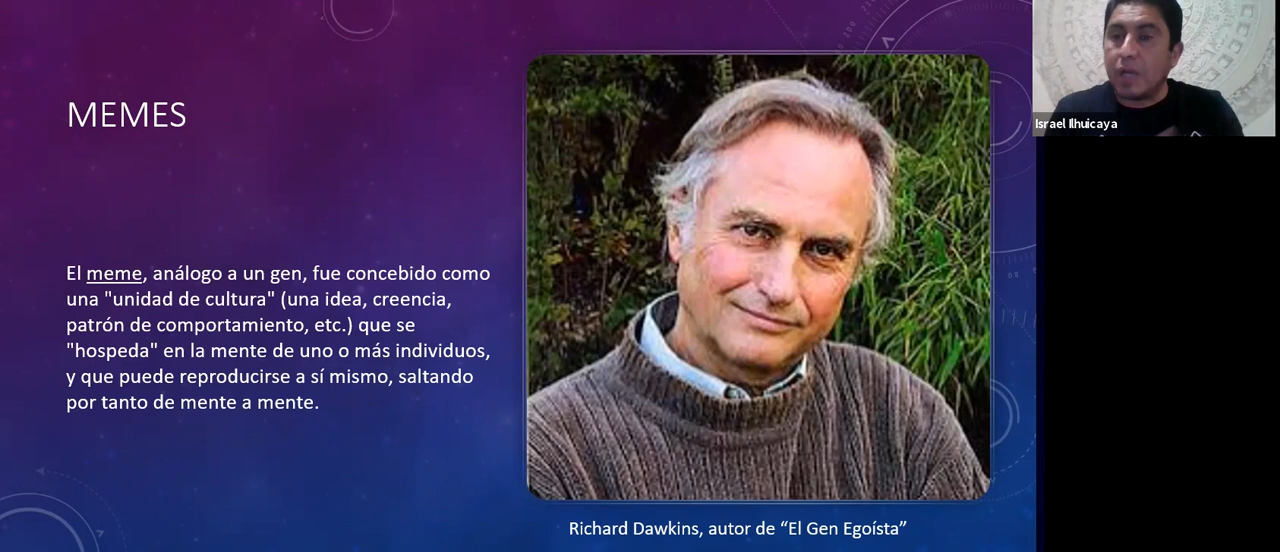 MEMES
El meme, análogo a un gen, fue concebido como
una "unidad de cultura" (una idea, creencia,
patrón de comportamiento, etc.) que se
"hospeda" en la mente de uno o más individuos,
y que puede reproducirse a sí mismo, saltando
por tanto de mente a mente.
Richard Dawkins, autor de “El Gen Egoísta”
Israel Ilhuicaya